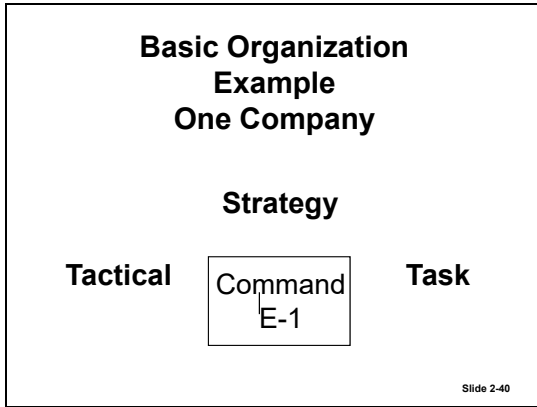 Basic Organization
Example
One Company
Strategy
Tactical
Command
E-1
Task
Slide 2-40